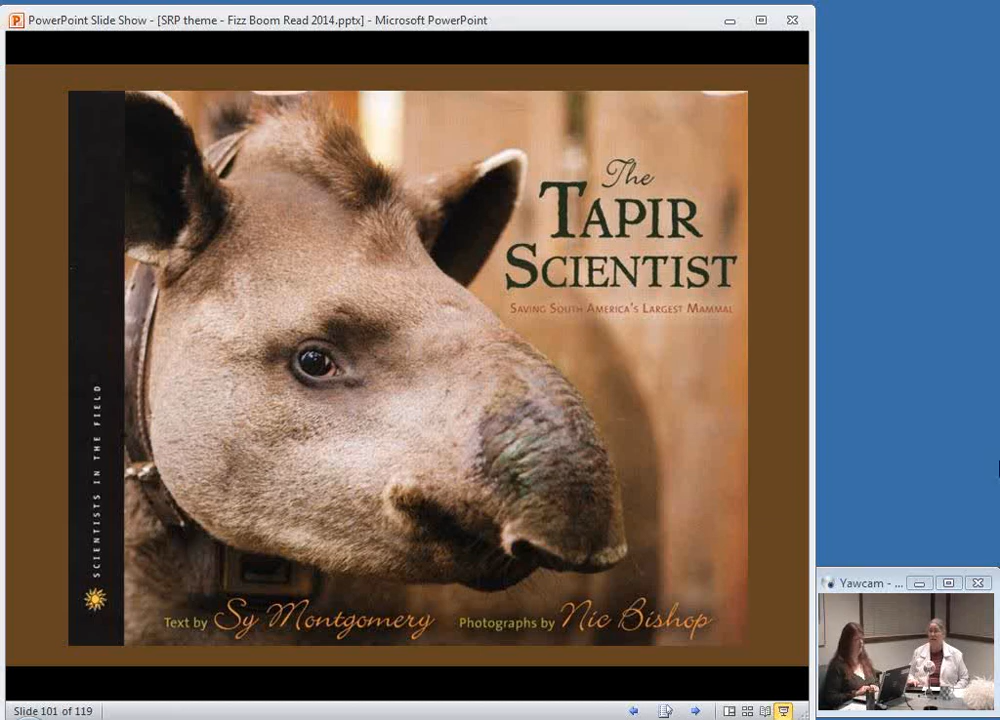 PowerPoint Slide Show - [SRP theme - Fizz Boom Read 2014.pptx] - Microsoft PowerPoint
The
TAPIR
SCIENTIST
SAVING SOUTH AMERICA'S LARGEST MAMMAL
SCIENTISTS IN THE FIELD
Text by Sy Montgomery Photographs by Nic Bishop
Yawcam - ...
Slide 101 of 119